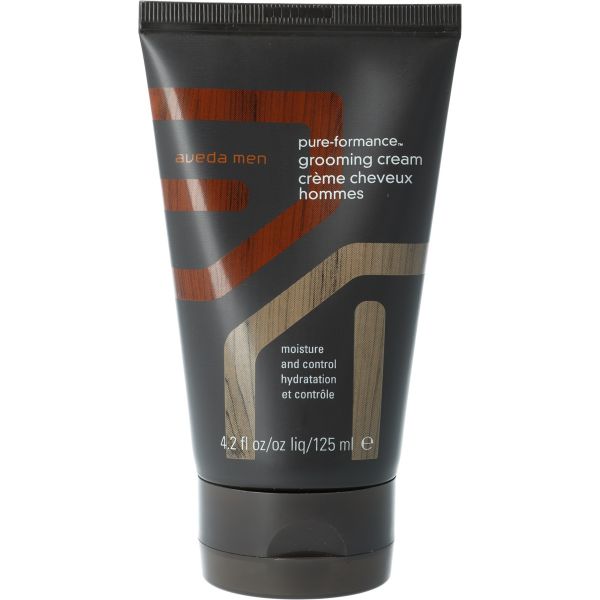 aveda men
pure-formance™
grooming cream
crème cheveux
hommes
moisture
and control
hydratation
et contrôle
4.2 fl oz/oz liq/125 ml ℮